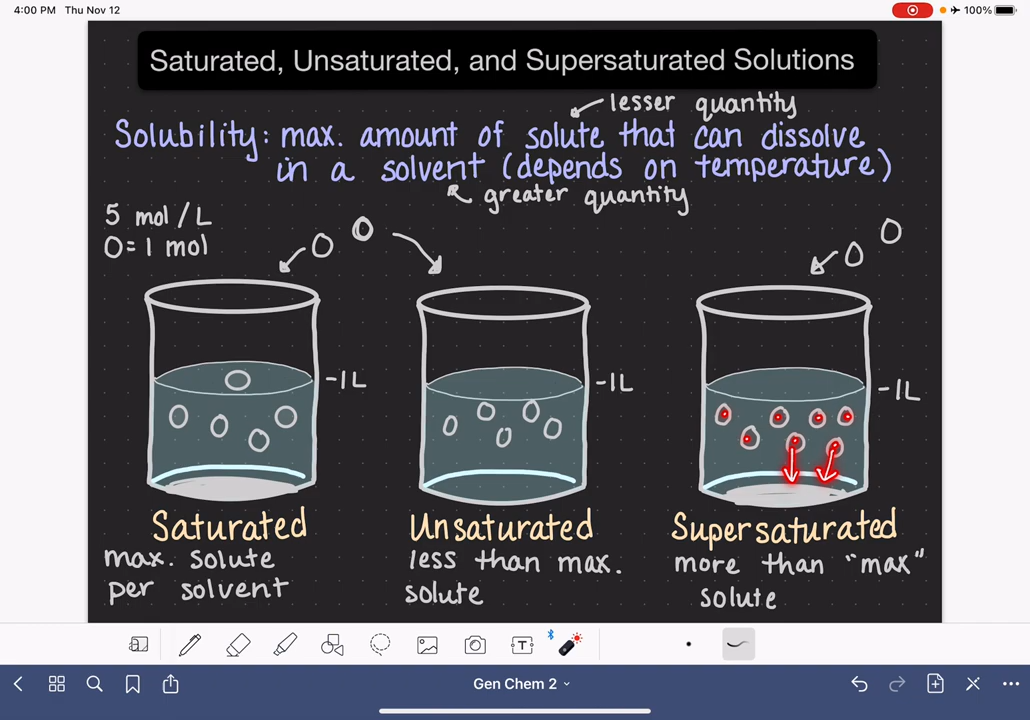 4:00 PM Thu Nov 12
100%
Saturated, Unsaturated, and Supersaturated Solutions
lesser quantity
Solubility: max. amount of solute that can dissolve
in a solvent (depends on temperature)
greater quantity
5 mol/L
O = 1 mol
-1L
-1L
-1L
Saturated
max. solute
per solvent
Unsaturated
less than max.
solute
Supersaturated
more than "max"
solute
T
Gen Chem 2